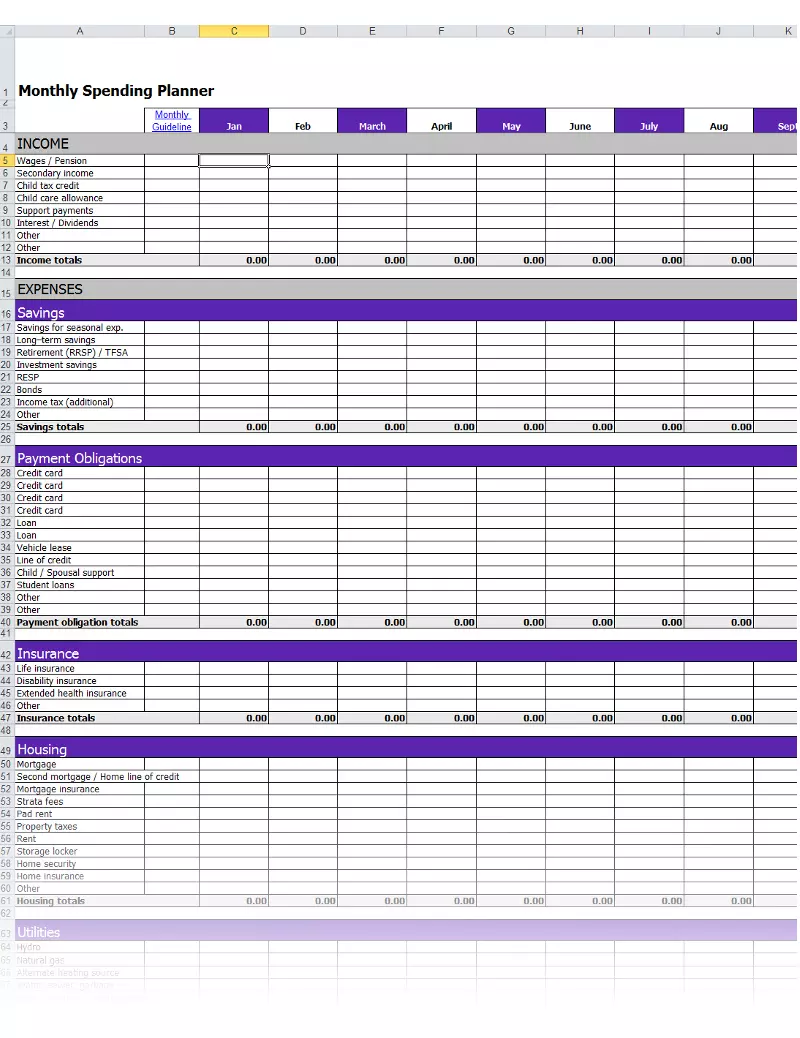 A B C D E F G H I J K
1 Monthly Spending Planner
2
Monthly
3 Guideline Jan Feb March April May June July Aug Sept
4 INCOME
5 Wages / Pension
6 Secondary income
7 Child tax credit
8 Child care allowance
9 Support payments
10 Interest / Dividends
11 Other
12 Other
13 Income totals 0.00 0.00 0.00 0.00 0.00 0.00 0.00 0.00
14
15 EXPENSES
16 Savings
17 Savings for seasonal exp.
18 Long-term savings
19 Retirement (RRSP) / TFSA
20 Investment savings
21 RESP
22 Bonds
23 Income tax (additional)
24 Other
25 Savings totals 0.00 0.00 0.00 0.00 0.00 0.00 0.00 0.00
26
27 Payment Obligations
28 Credit card
29 Credit card
30 Credit card
31 Credit card
32 Loan
33 Loan
34 Vehicle lease
35 Line of credit
36 Child / Spousal support
37 Student loans
38 Other
39 Other
40 Payment obligation totals 0.00 0.00 0.00 0.00 0.00 0.00 0.00 0.00
41
42 Insurance
43 Life insurance
44 Disability insurance
45 Extended health insurance
46 Other
47 Insurance totals 0.00 0.00 0.00 0.00 0.00 0.00 0.00 0.00
48
49 Housing
50 Mortgage
51 Second mortgage / Home line of credit
52 Mortgage insurance
53 Strata fees
54 Pad rent
55 Property taxes
56 Rent
57 Storage locker
58 Home security
59 Home insurance
60 Other
61 Housing totals 0.00 0.00 0.00 0.00 0.00 0.00 0.00 0.00
62
63 Utilities
64 Hydro
65 Natural gas
66 Alternate heating source